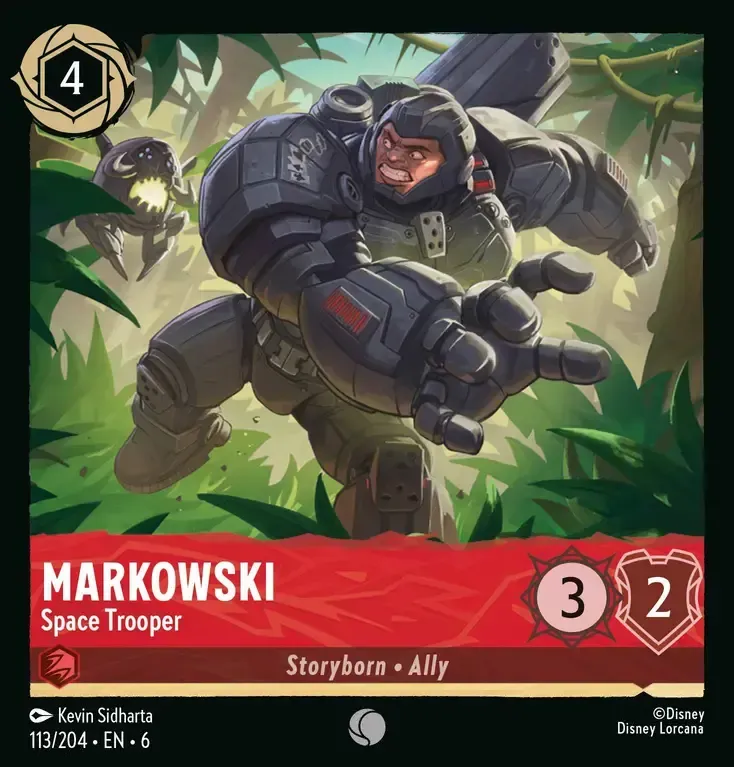 4
MARKOWSKI
Space Trooper
3
2
Storyborn • Ally
Kevin Sidharta
©Disney
113/204 • EN • 6
Disney Lorcana